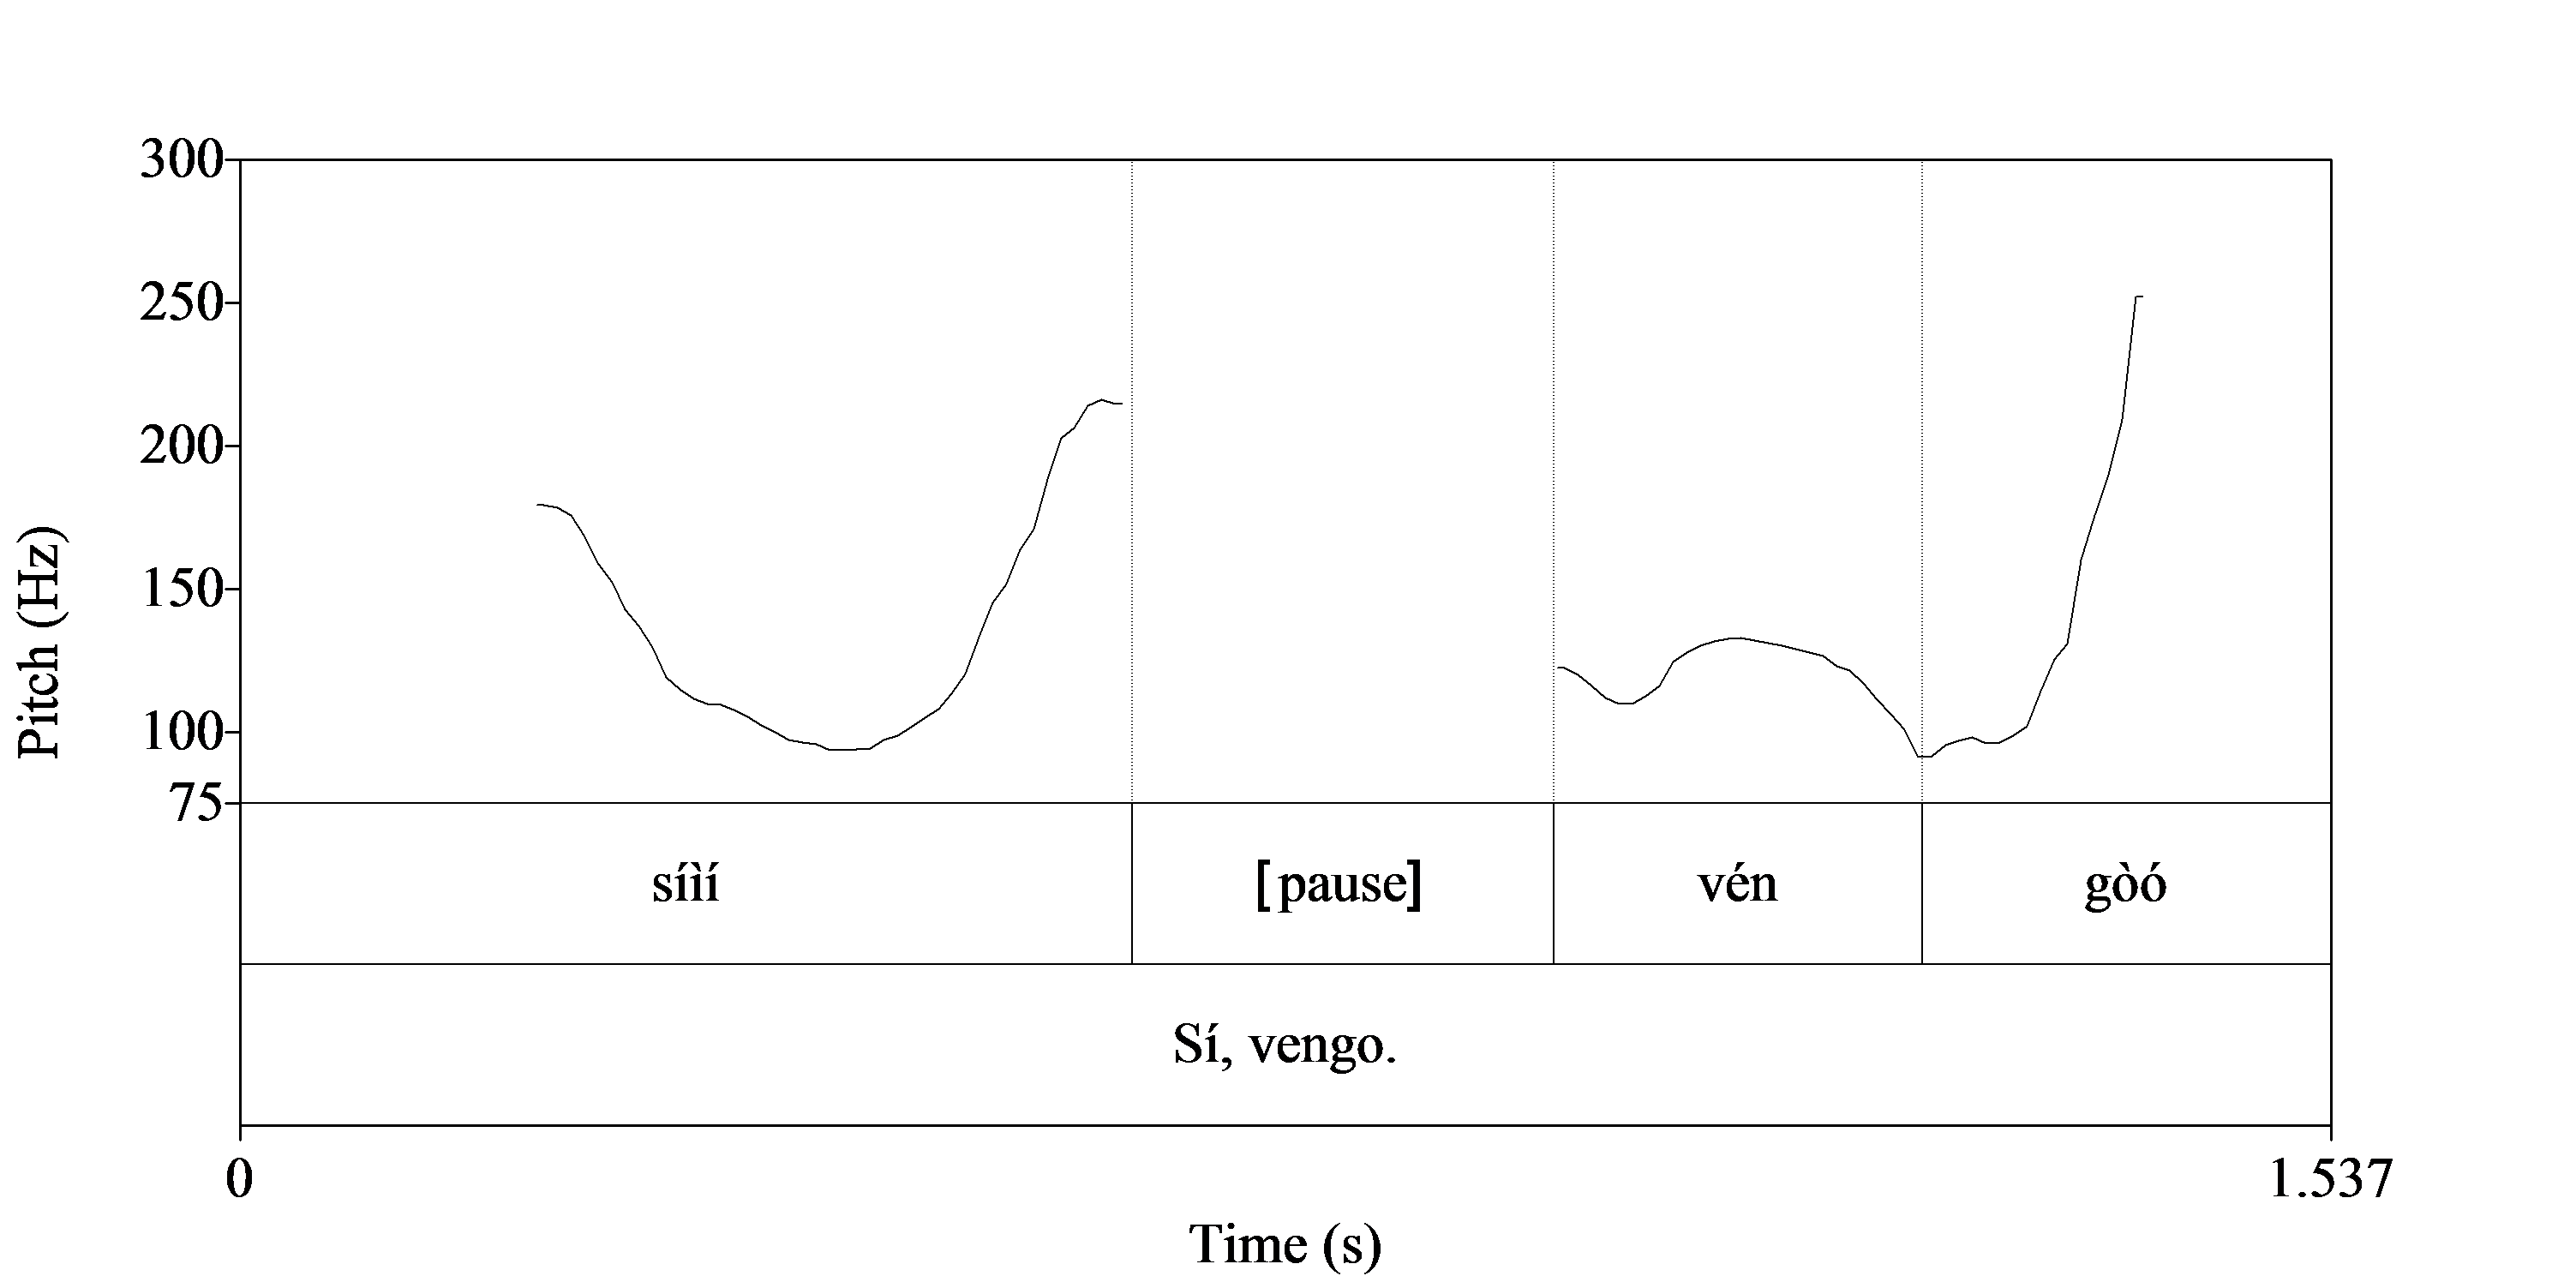 300
250
200
150
100
75
Pitch (Hz)
síìí [pause] vén gòó
Sí, vengo.
0 1.537
Time (s)